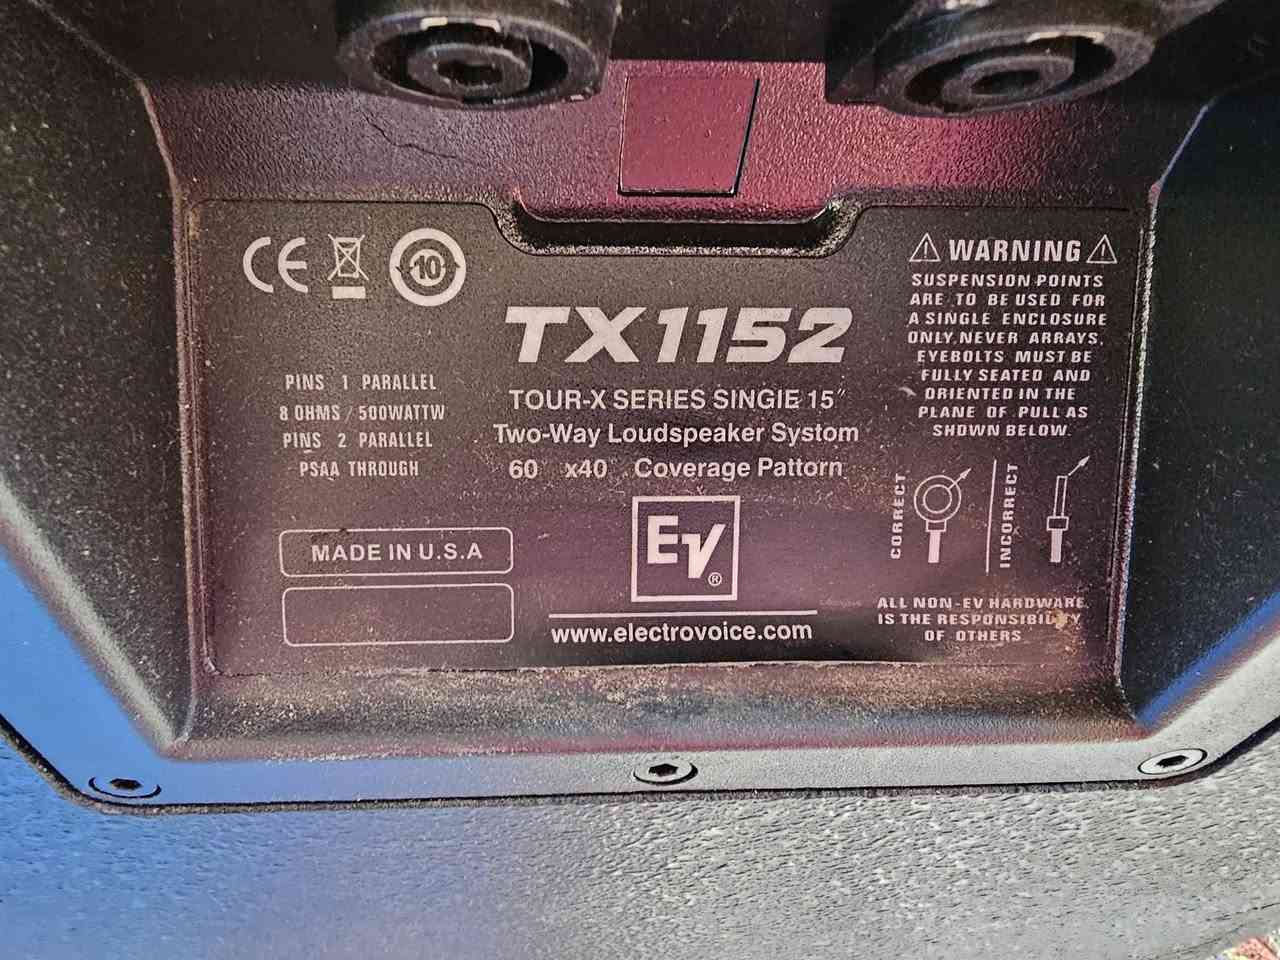 CE
10
TX1152
TOUR-X SERIES SINGIE 15"
Two-Way Loudspeaker Systom
60 x40 Coverage Pattorn
PINS 1 PARALLEL
8 OHMS / 500WATTW
PINS 2 PARALLEL
PSAA THROUGH
MADE IN U.S.A
EV®
www.electrovoice.com
⚠ WARNING ⚠
SUSPENSION POINTS
ARE TO BE USED FOR
A SINGLE ENCLOSURE
ONLY, NEVER ARRAYS,
EYEBOLTS MUST BE
FULLY SEATED AND
ORIENTED IN THE
PLANE OF PULL AS
SHDWN BELOW.
CORRECT
INCORRECT
ALL NON-EV HARDWARE
IS THE RESPONSIBILITY
OF OTHERS